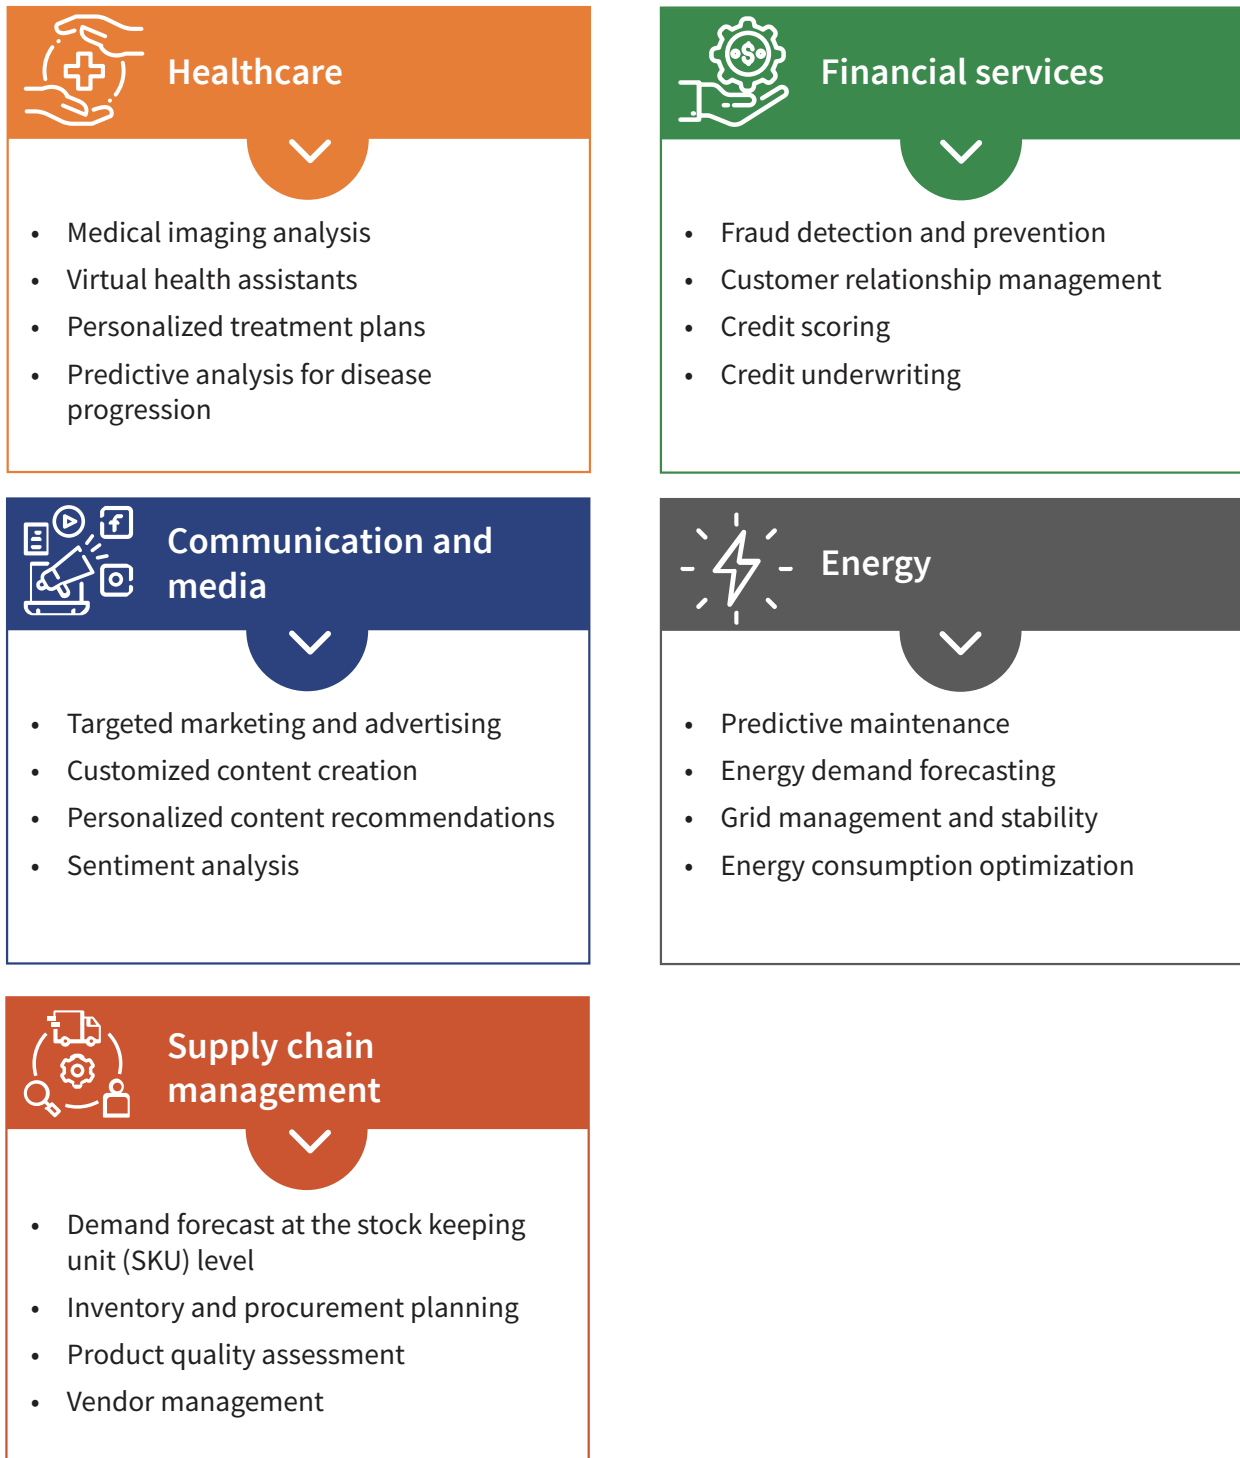 Healthcare
• Medical imaging analysis
• Virtual health assistants
• Personalized treatment plans
• Predictive analysis for disease
progression
Financial services
• Fraud detection and prevention
• Customer relationship management
• Credit scoring
• Credit underwriting
Communication and
media
• Targeted marketing and advertising
• Customized content creation
• Personalized content recommendations
• Sentiment analysis
Energy
• Predictive maintenance
• Energy demand forecasting
• Grid management and stability
• Energy consumption optimization
Supply chain
management
• Demand forecast at the stock keeping
unit (SKU) level
• Inventory and procurement planning
• Product quality assessment
• Vendor management